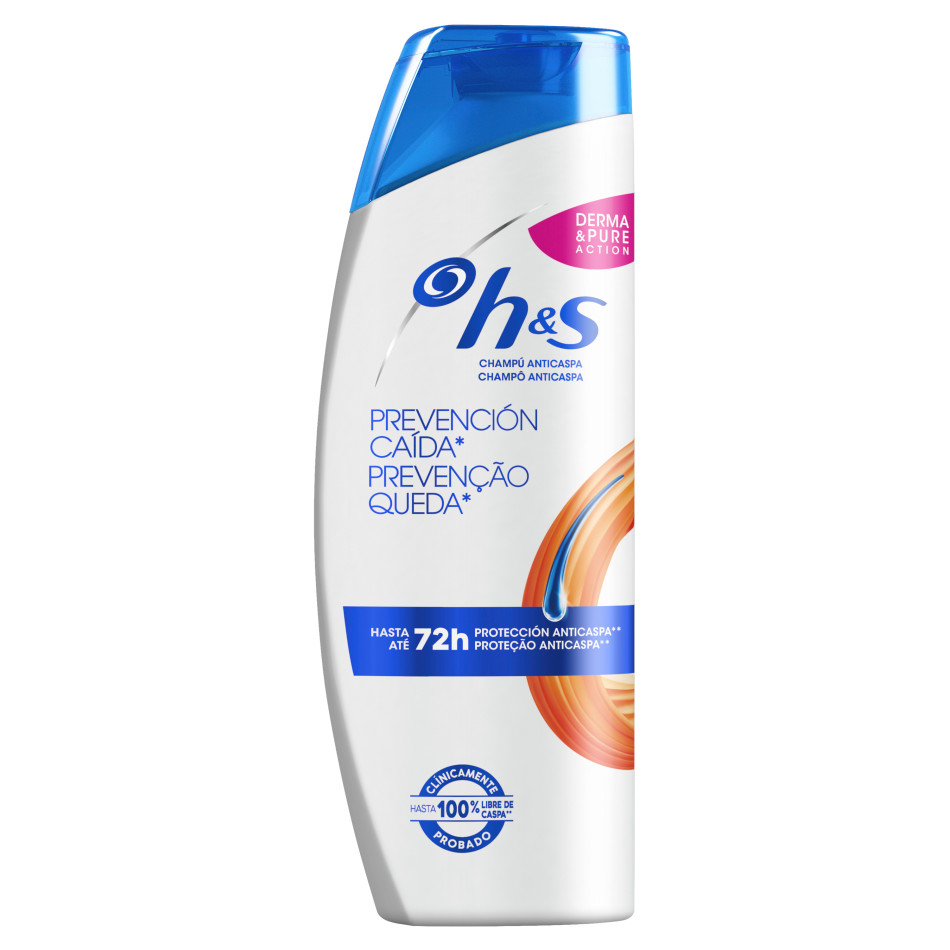 DERMA
&PURE
ACTION
h&s
CHAMPÚ ANTICASPA
CHAMPÔ ANTICASPA
PREVENCIÓN
CAÍDA*
PREVENÇÃO
QUEDA*
HASTA
ATÉ
72h
PROTECCIÓN ANTICASPA**
PROTEÇÃO ANTICASPA**
CLÍNICAMENTE
HASTA 100% LIBRE DE
CASPA**
PROBADO